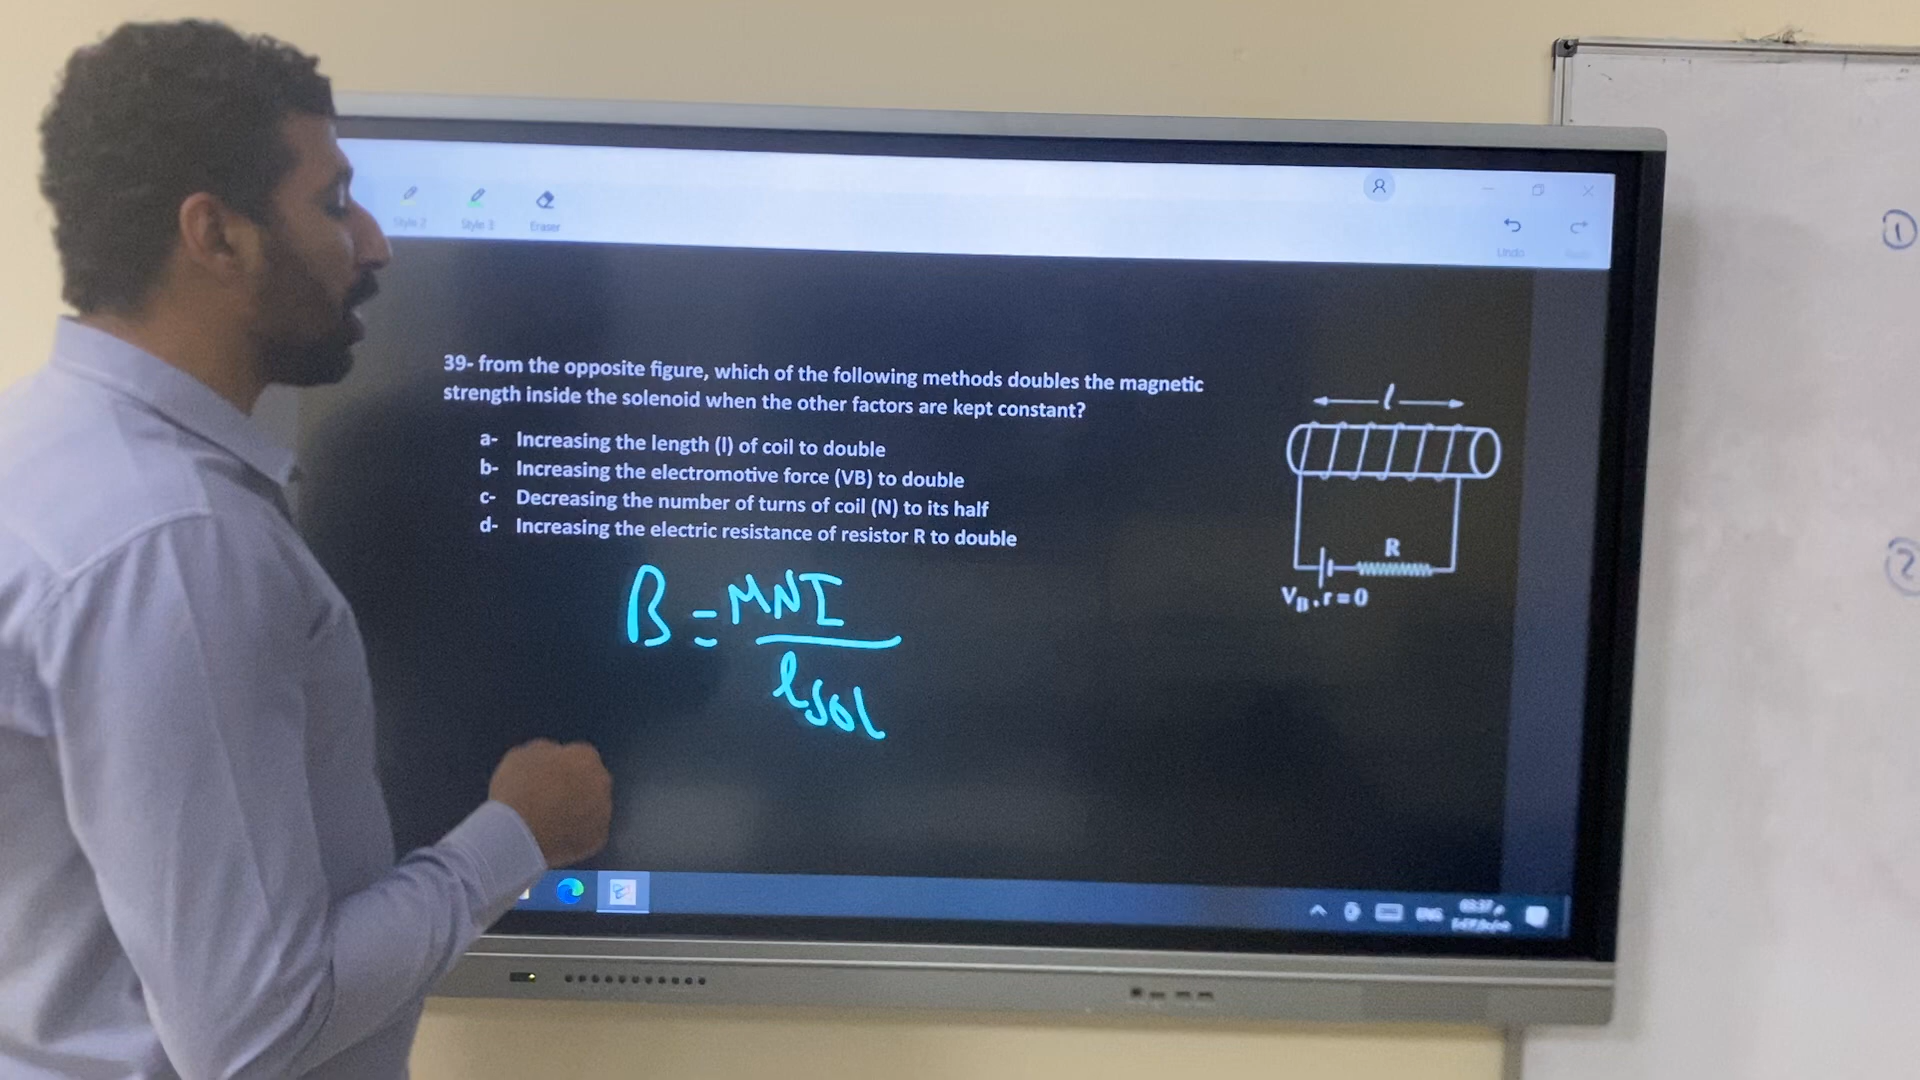 Style 2
Style 3
Eraser
Undo
39- from the opposite figure, which of the following methods doubles the magnetic
strength inside the solenoid when the other factors are kept constant?
a- Increasing the length (l) of coil to double
b- Increasing the electromotive force (VB) to double
c- Decreasing the number of turns of coil (N) to its half
d- Increasing the electric resistance of resistor R to double
l
R
VB , r = 0
B = MNI
lsol
ENG
1
2